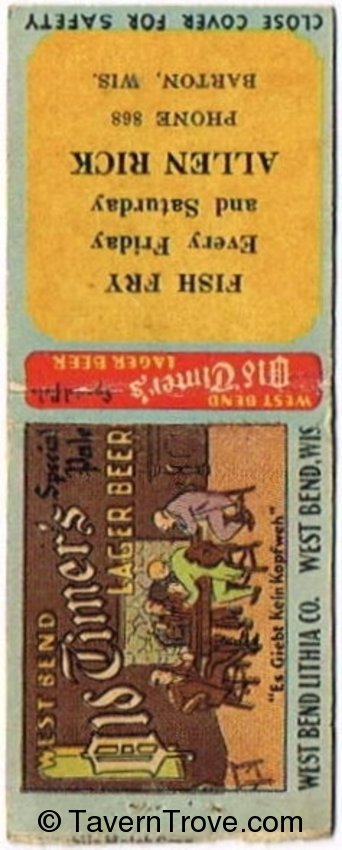 CLOSE COVER FOR SAFETY
FISH FRY
Every Friday
and Saturday
ALLEN RICK
PHONE 868
BARTON, WIS.
WEST BEND
Old Timer's
LAGER BEER
Special Pale
WEST BEND
Old Timer's
Special
Pale
LAGER BEER
"Es Giebt Kein Kopfweh"
WEST BEND LITHIA CO. WEST BEND, WIS.
© TavernTrove.com